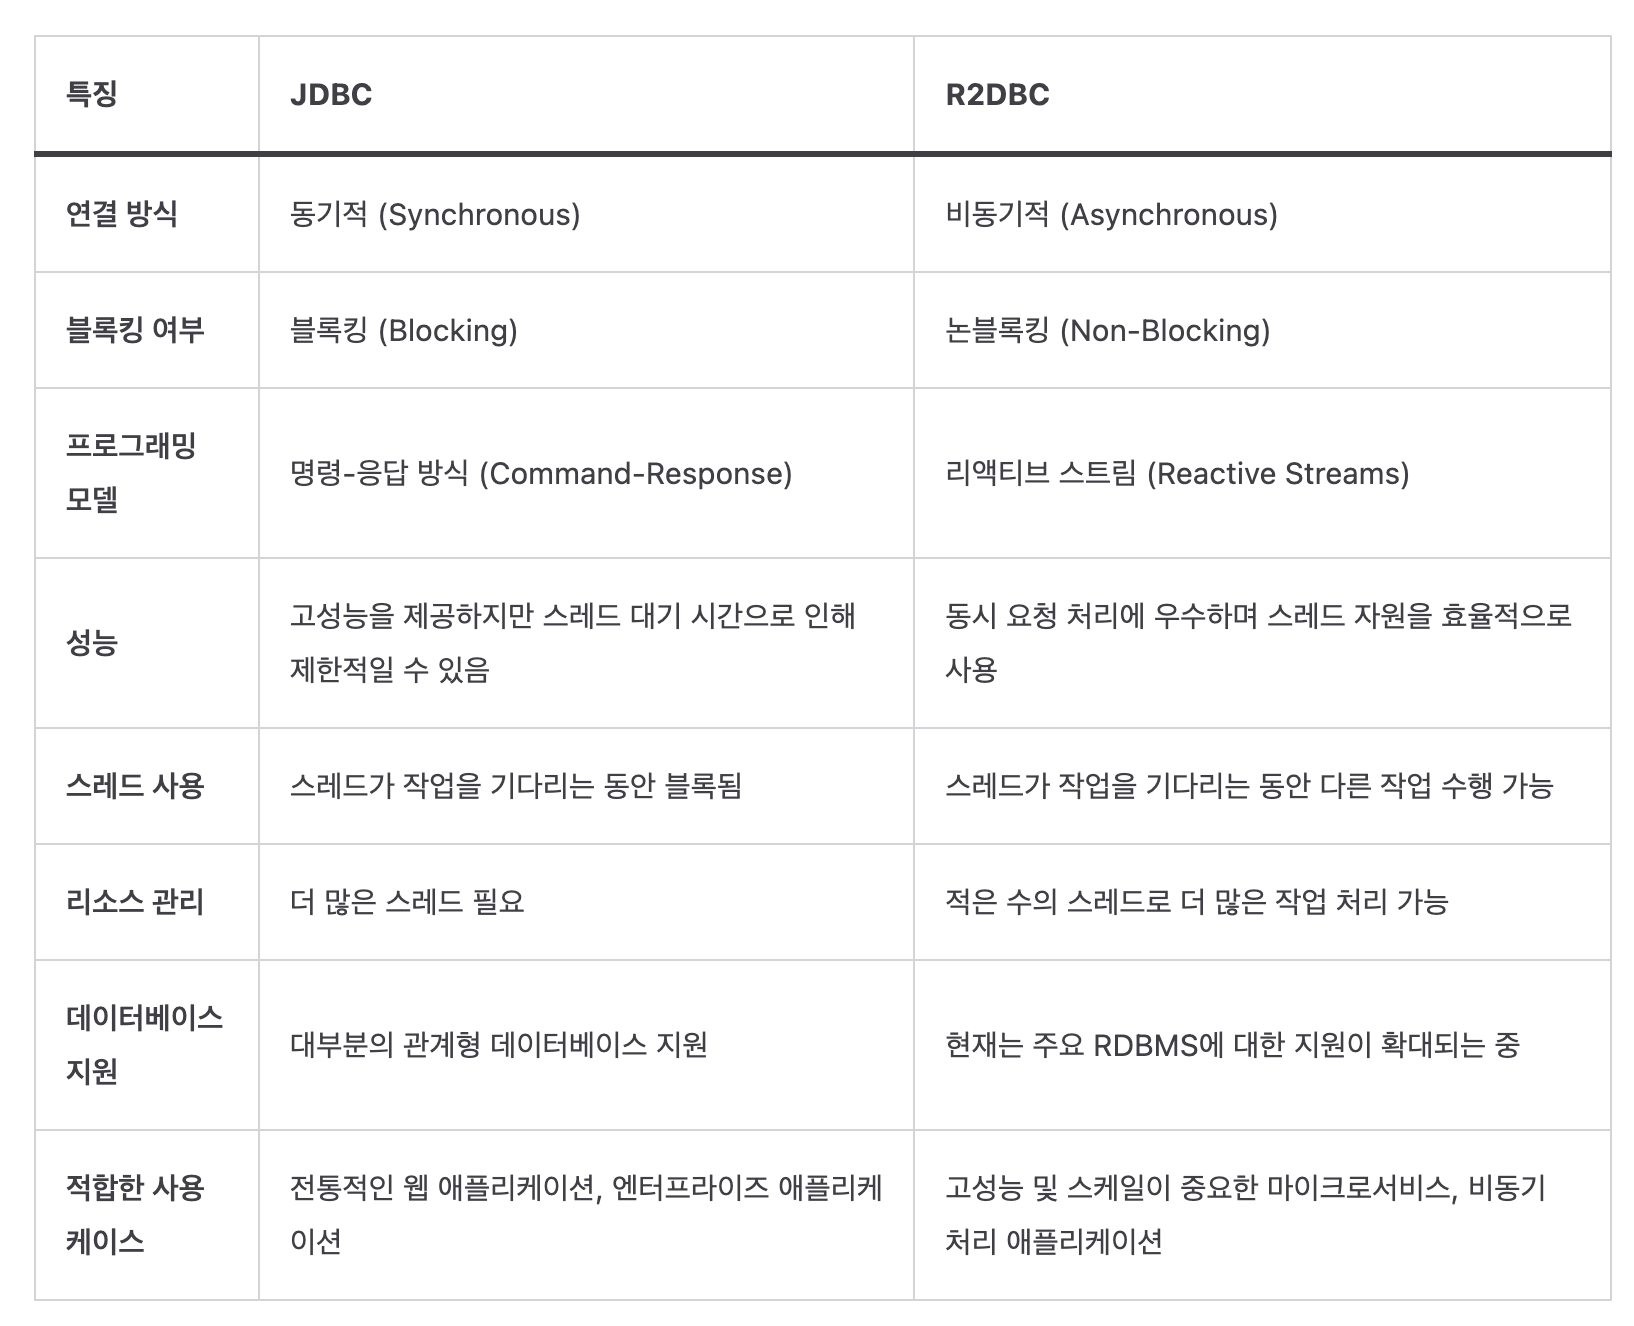 특징 JDBC R2DBC
연결 방식 동기적 (Synchronous) 비동기적 (Asynchronous)
블록킹 여부 블록킹 (Blocking) 논블록킹 (Non-Blocking)
프로그래밍
모델
명령-응답 방식 (Command-Response)
리액티브 스트림 (Reactive Streams)
성능
고성능을 제공하지만 스레드 대기 시간으로 인해
제한적일 수 있음
동시 요청 처리에 우수하며 스레드 자원을 효율적으로
사용
스레드 사용 스레드가 작업을 기다리는 동안 블록됨 스레드가 작업을 기다리는 동안 다른 작업 수행 가능
리소스 관리 더 많은 스레드 필요 적은 수의 스레드로 더 많은 작업 처리 가능
데이터베이스
지원
대부분의 관계형 데이터베이스 지원
현재는 주요 RDBMS에 대한 지원이 확대되는 중
적합한 사용
케이스
전통적인 웹 애플리케이션, 엔터프라이즈 애플리케
이션
고성능 및 스케일이 중요한 마이크로서비스, 비동기
처리 애플리케이션